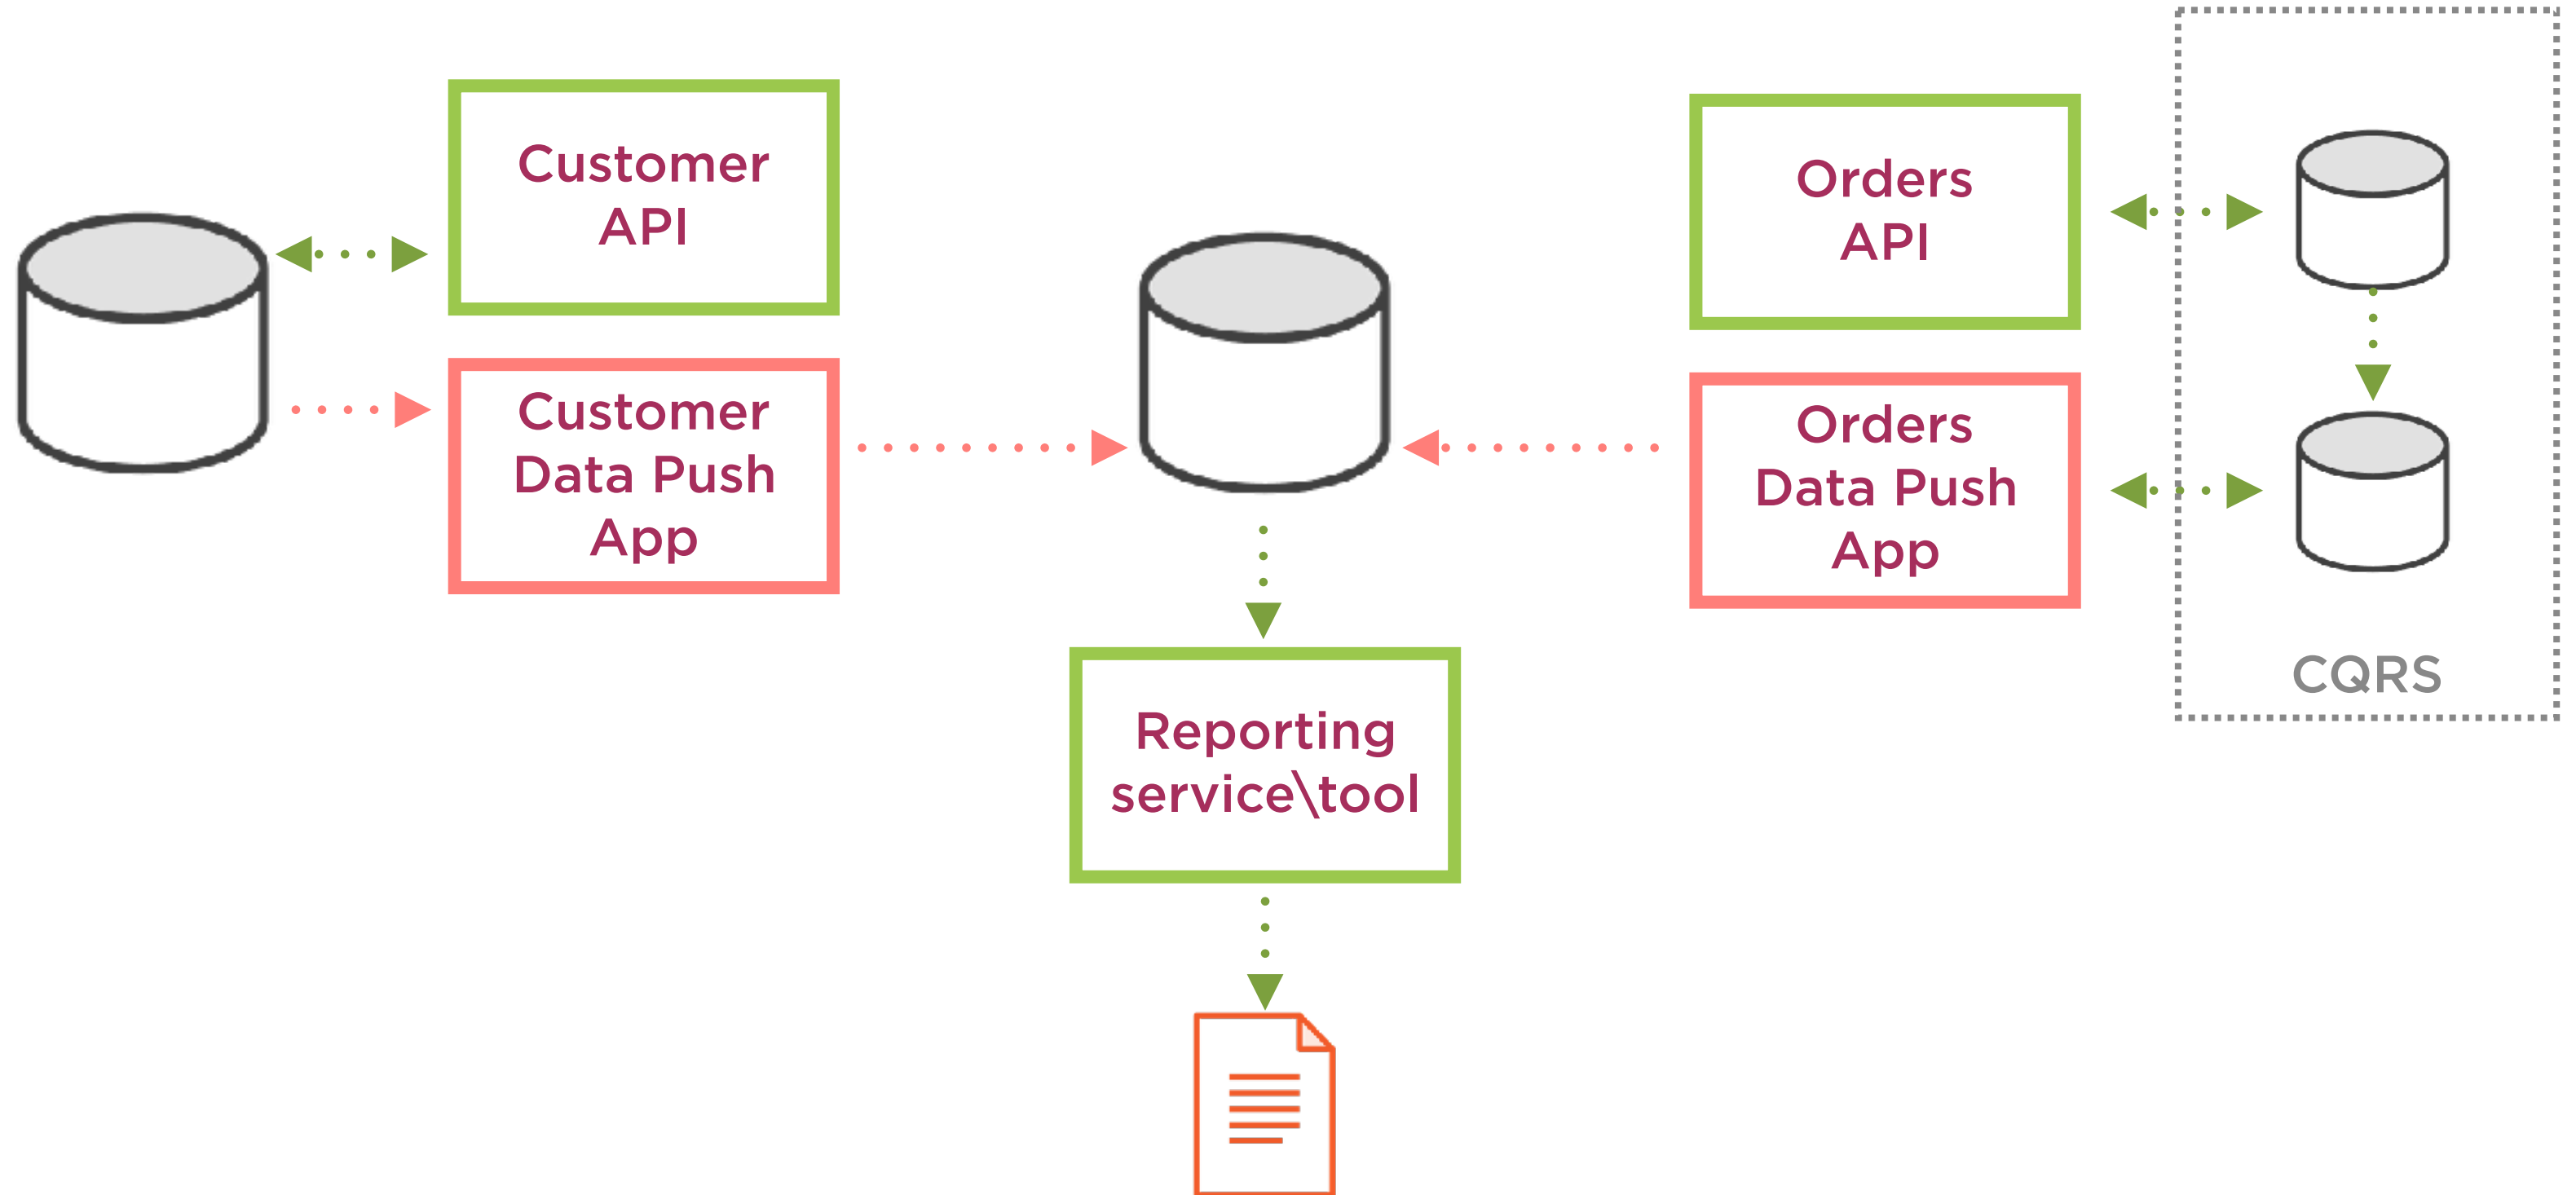 Customer
API
Customer
Data Push
App
Orders
API
Orders
Data Push
App
CQRS
Reporting
service\tool